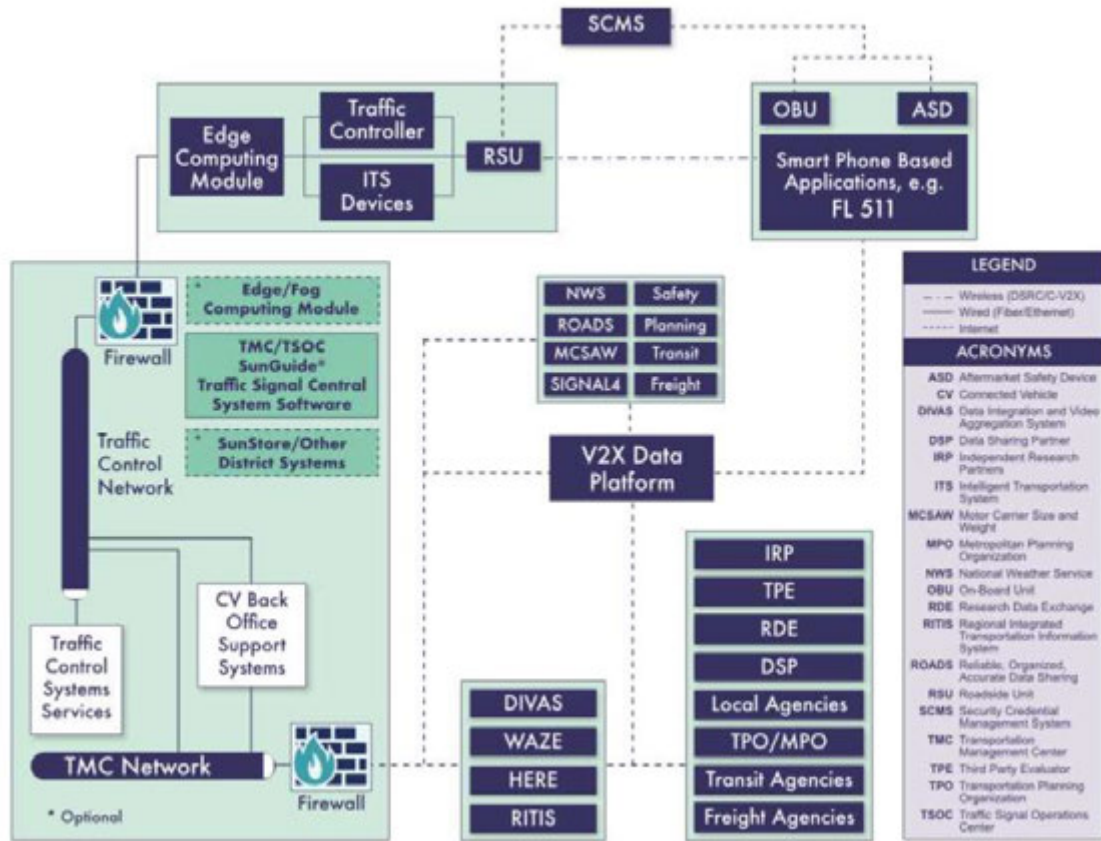 SCMS
OBU
ASD
Traffic
Controller
Edge
Computing
Module
RSU
ITS
Devices
Smart Phone Based
Applications, e.g.
FL 511
* Edge/Fog
Computing Module
Firewall
TMC/TSOC
SunGuide®
Traffic Signal Central
System Software
* SunStore/Other
District Systems
Traffic
Control
Network
CV Back
Office
Support
Systems
Traffic
Control
Systems
Services
TMC Network
Firewall
* Optional
NWS
Safety
ROADS
Planning
MCSAW
Transit
SIGNAL4
Freight
V2X Data
Platform
DIVAS
WAZE
HERE
RITIS
IRP
TPE
RDE
DSP
Local Agencies
TPO/MPO
Transit Agencies
Freight Agencies
LEGEND
Wireless (DSRC/C-V2X)
Wired (Fiber/Ethernet)
Internet
ACRONYMS
ASD Aftermarket Safety Device
CV Connected Vehicle
DIVAS Data Integration and Video
Aggregation System
DSP Data Sharing Partner
IRP Independent Research
Partners
ITS Intelligent Transportation
System
MCSAW Motor Carrier Size and
Weight
MPO Metropolitan Planning
Organization
NWS National Weather Service
OBU On-Board Unit
RDE Research Data Exchange
RITIS Regional Integrated
Transportation Information
System
ROADS Reliable, Organized,
Accurate Data Sharing
RSU Roadside Unit
SCMS Security Credential
Management System
TMC Transportation
Management Center
TPE Third Party Evaluator
TPO Transportation Planning
Organization
TSOC Traffic Signal Operations
Center